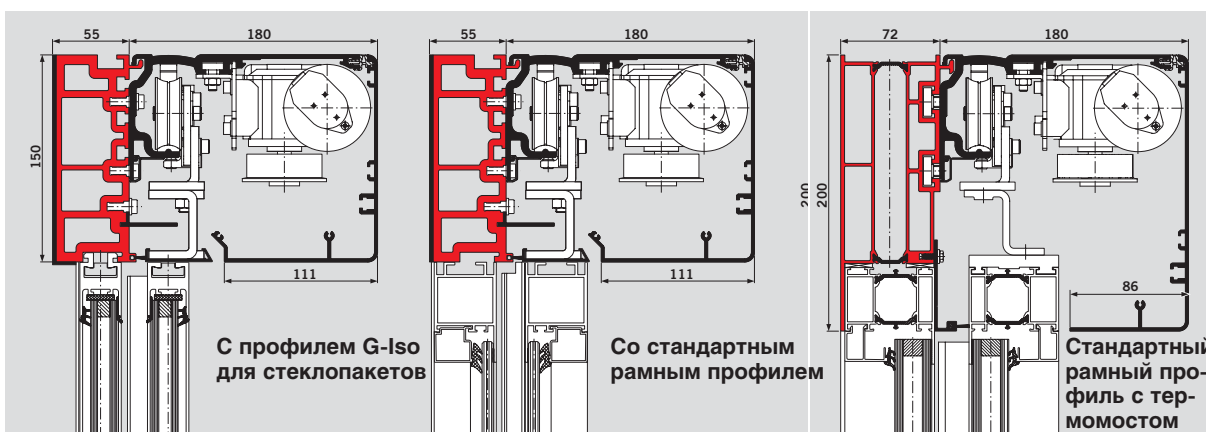 55 180 55 180 72 180
150
200
200
111 111 86
С профилем G-Iso
для стеклопакетов
Со стандартным
рамным профилем
Стандартный
рамный про-
филь с тер-
момостом